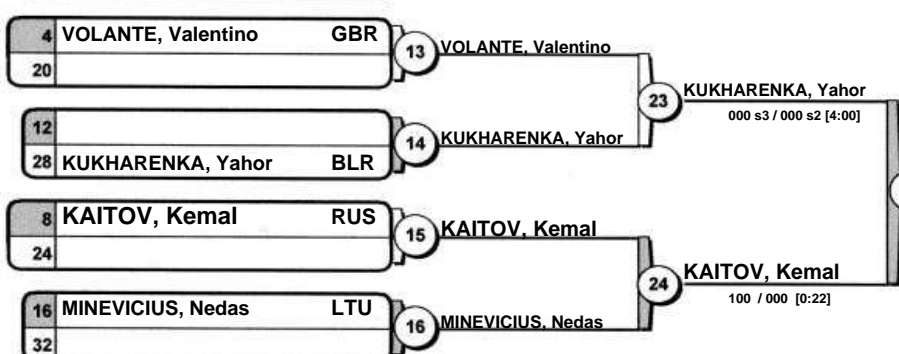 4 VOLANTE, Valentino GBR
20
13 VOLANTE, Valentino
12
28 KUKHARENKA, Yahor BLR
14 KUKHARENKA, Yahor
23 KUKHARENKA, Yahor
000 s3 / 000 s2 [4:00]
8 KAITOV, Kemal RUS
24
15 KAITOV, Kemal
16 MINEVICIUS, Nedas LTU
32
16 MINEVICIUS, Nedas
24 KAITOV, Kemal
100 / 000 [0:22]